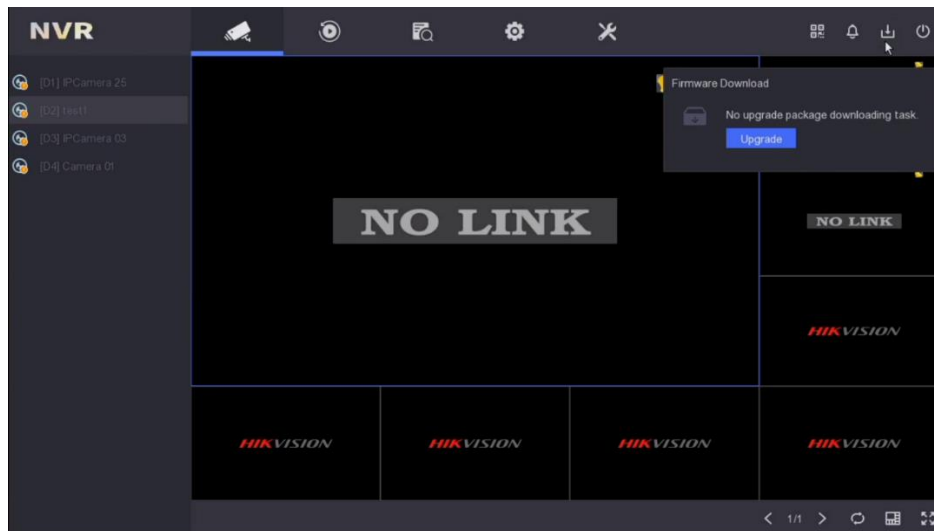 NVR
[D1] IPCamera 25
[D2] test1
[D3] IPCamera 03
[D4] Camera 01
Firmware Download
No upgrade package downloading task.
Upgrade
NO LINK
NO LINK
HIKVISION
HIKVISION
HIKVISION
HIKVISION
HIKVISION
1/1